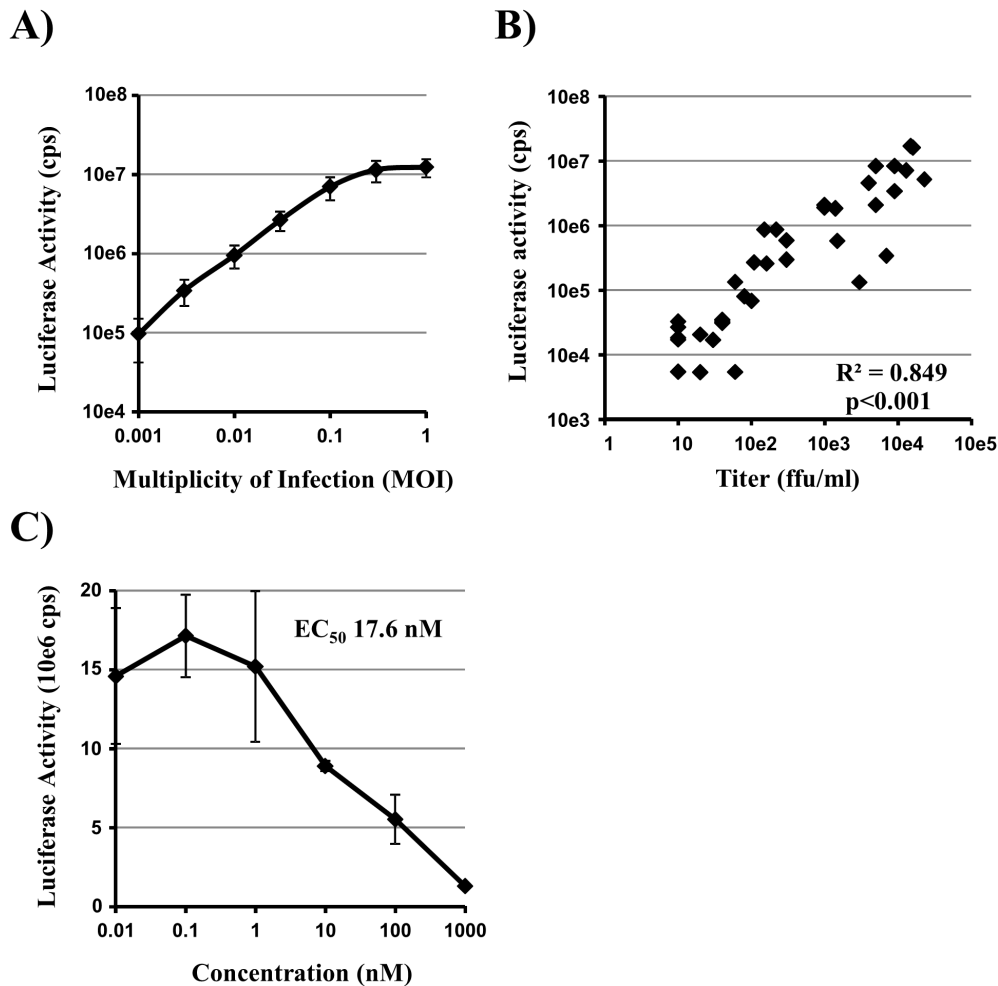 A)
10e8
10e7
10e6
10e5
10e4
Luciferase Activity (cps)
0.001 0.01 0.1 1
Multiplicity of Infection (MOI)
B)
10e8
10e7
10e6
10e5
10e4
10e3
Luciferase activity (cps)
R² = 0.849
p<0.001
1 10 10e2 10e3 10e4 10e5
Titer (ffu/ml)
C)
20
15
10
5
0
Luciferase Activity (10e6 cps)
EC₅₀ 17.6 nM
0.01 0.1 1 10 100 1000
Concentration (nM)